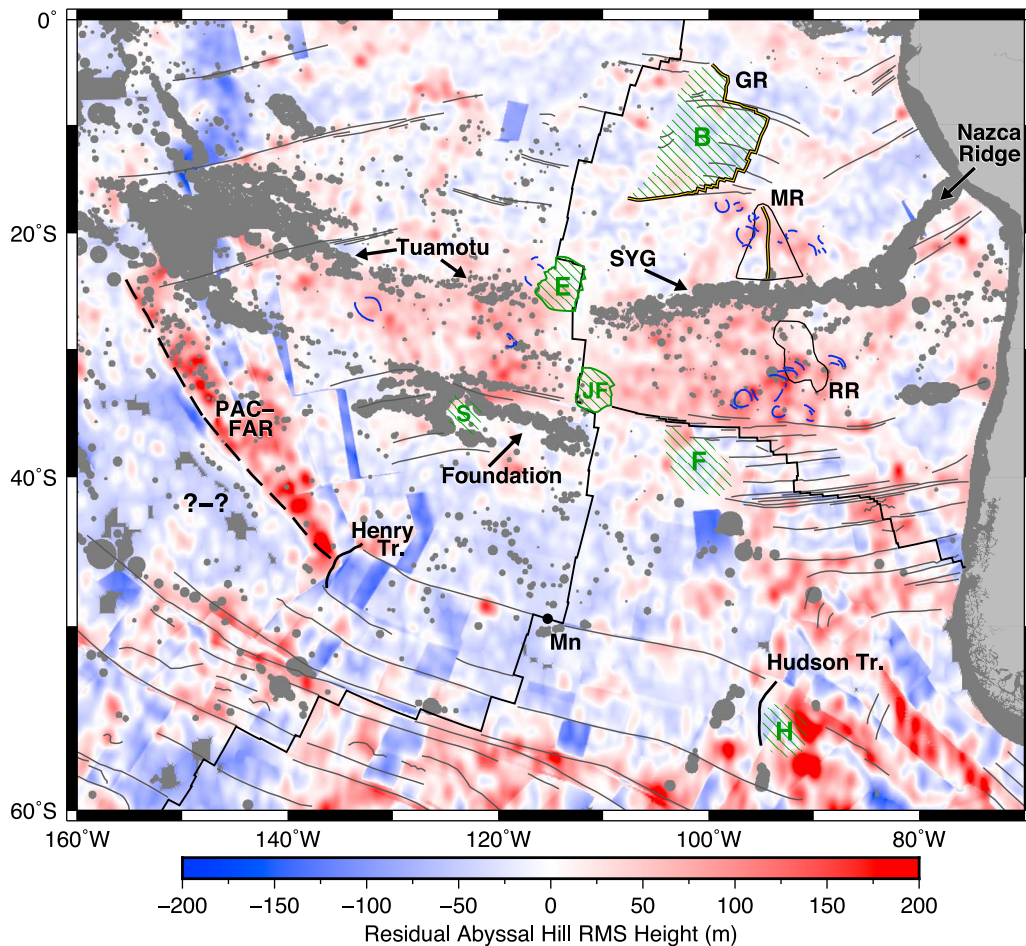 0°
20°S
40°S
60°S
GR
B
Nazca
Ridge
MR
Tuamotu
SYG
E
JF
RR
S
PAC–
FAR
F
Foundation
?–?
Henry
Tr.
Mn
Hudson Tr.
H
160°W
140°W
120°W
100°W
80°W
−200
−150
−100
−50
0
50
100
150
200
Residual Abyssal Hill RMS Height (m)